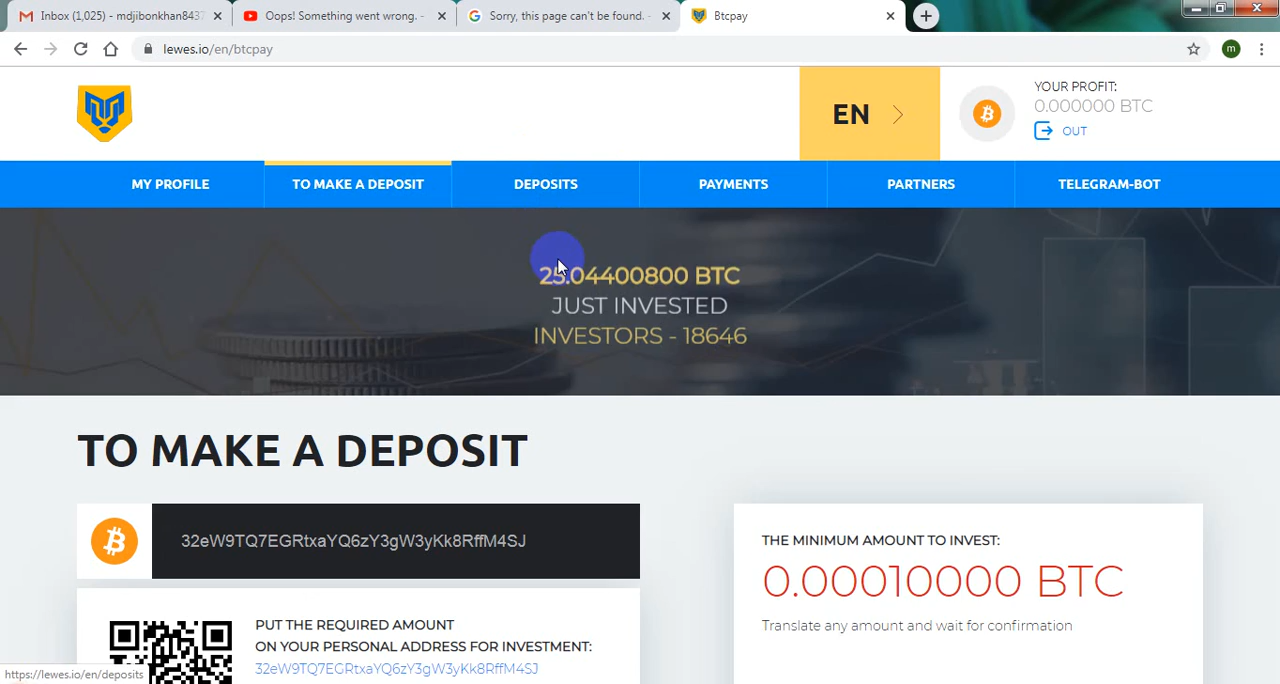 Inbox (1,025) - mdjibonkhan8437
Oops! Something went wrong. -
Sorry, this page can't be found. -
Btcpay
lewes.io/en/btcpay
m
EN
YOUR PROFIT:
0.000000 BTC
OUT
MY PROFILE
TO MAKE A DEPOSIT
DEPOSITS
PAYMENTS
PARTNERS
TELEGRAM-BOT
25.04400800 BTC
JUST INVESTED
INVESTORS - 18646
TO MAKE A DEPOSIT
32eW9TQ7EGRtxaYQ6zY3gW3yKk8RffM4SJ
PUT THE REQUIRED AMOUNT
ON YOUR PERSONAL ADDRESS FOR INVESTMENT:
32eW9TQ7EGRtxaYQ6zY3gW3yKk8RffM4SJ
THE MINIMUM AMOUNT TO INVEST:
0.00010000 BTC
Translate any amount and wait for confirmation
https://lewes.io/en/deposits